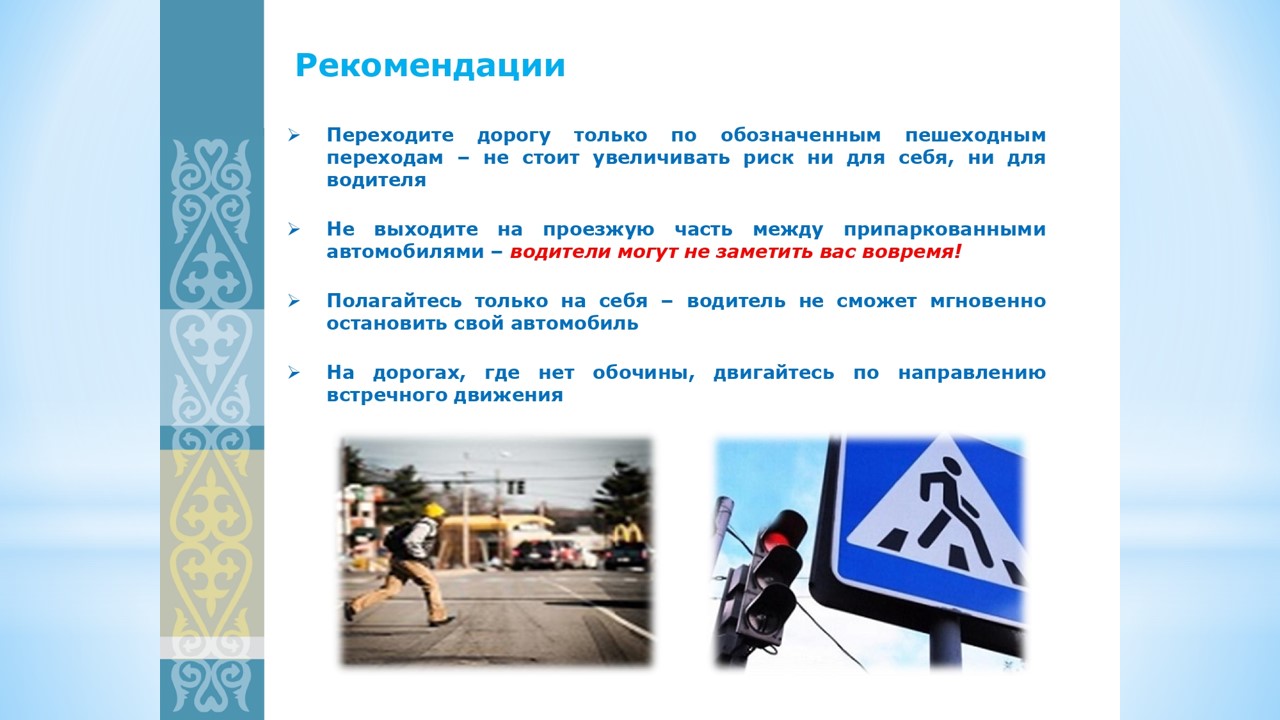 Рекомендации
Переходите дорогу только по обозначенным пешеходным
переходам – не стоит увеличивать риск ни для себя, ни для
водителя
Не выходите на проезжую часть между припаркованными
автомобилями – водители могут не заметить вас вовремя!
Полагайтесь только на себя – водитель не сможет мгновенно
остановить свой автомобиль
На дорогах, где нет обочины, двигайтесь по направлению
встречного движения